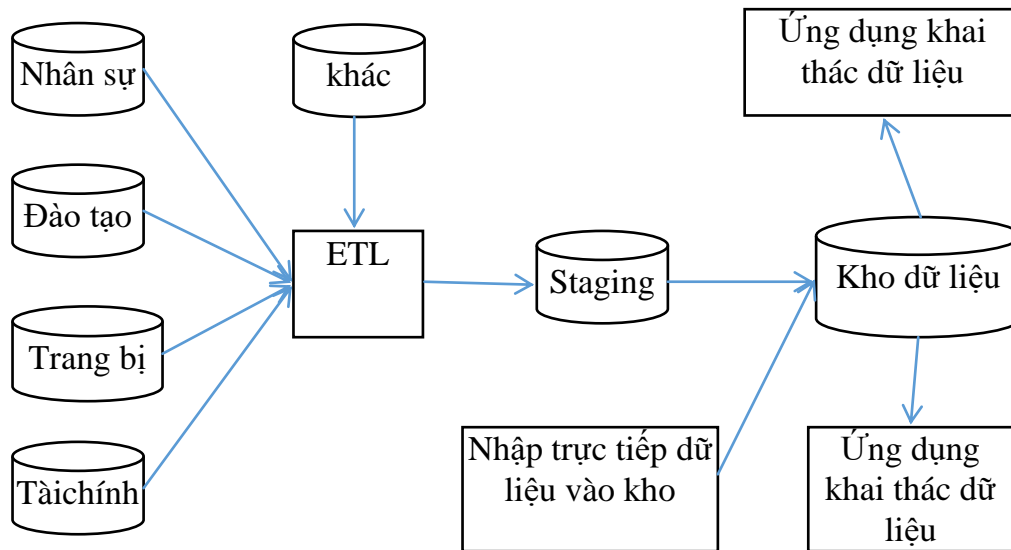 Nhân sự
khác
Ứng dụng khai
thác dữ liệu
Đào tạo
ETL
Staging
Kho dữ liệu
Trang bị
Nhập trực tiếp dữ
liệu vào kho
Ứng dụng
khai thác dữ
liệu
Tàichính